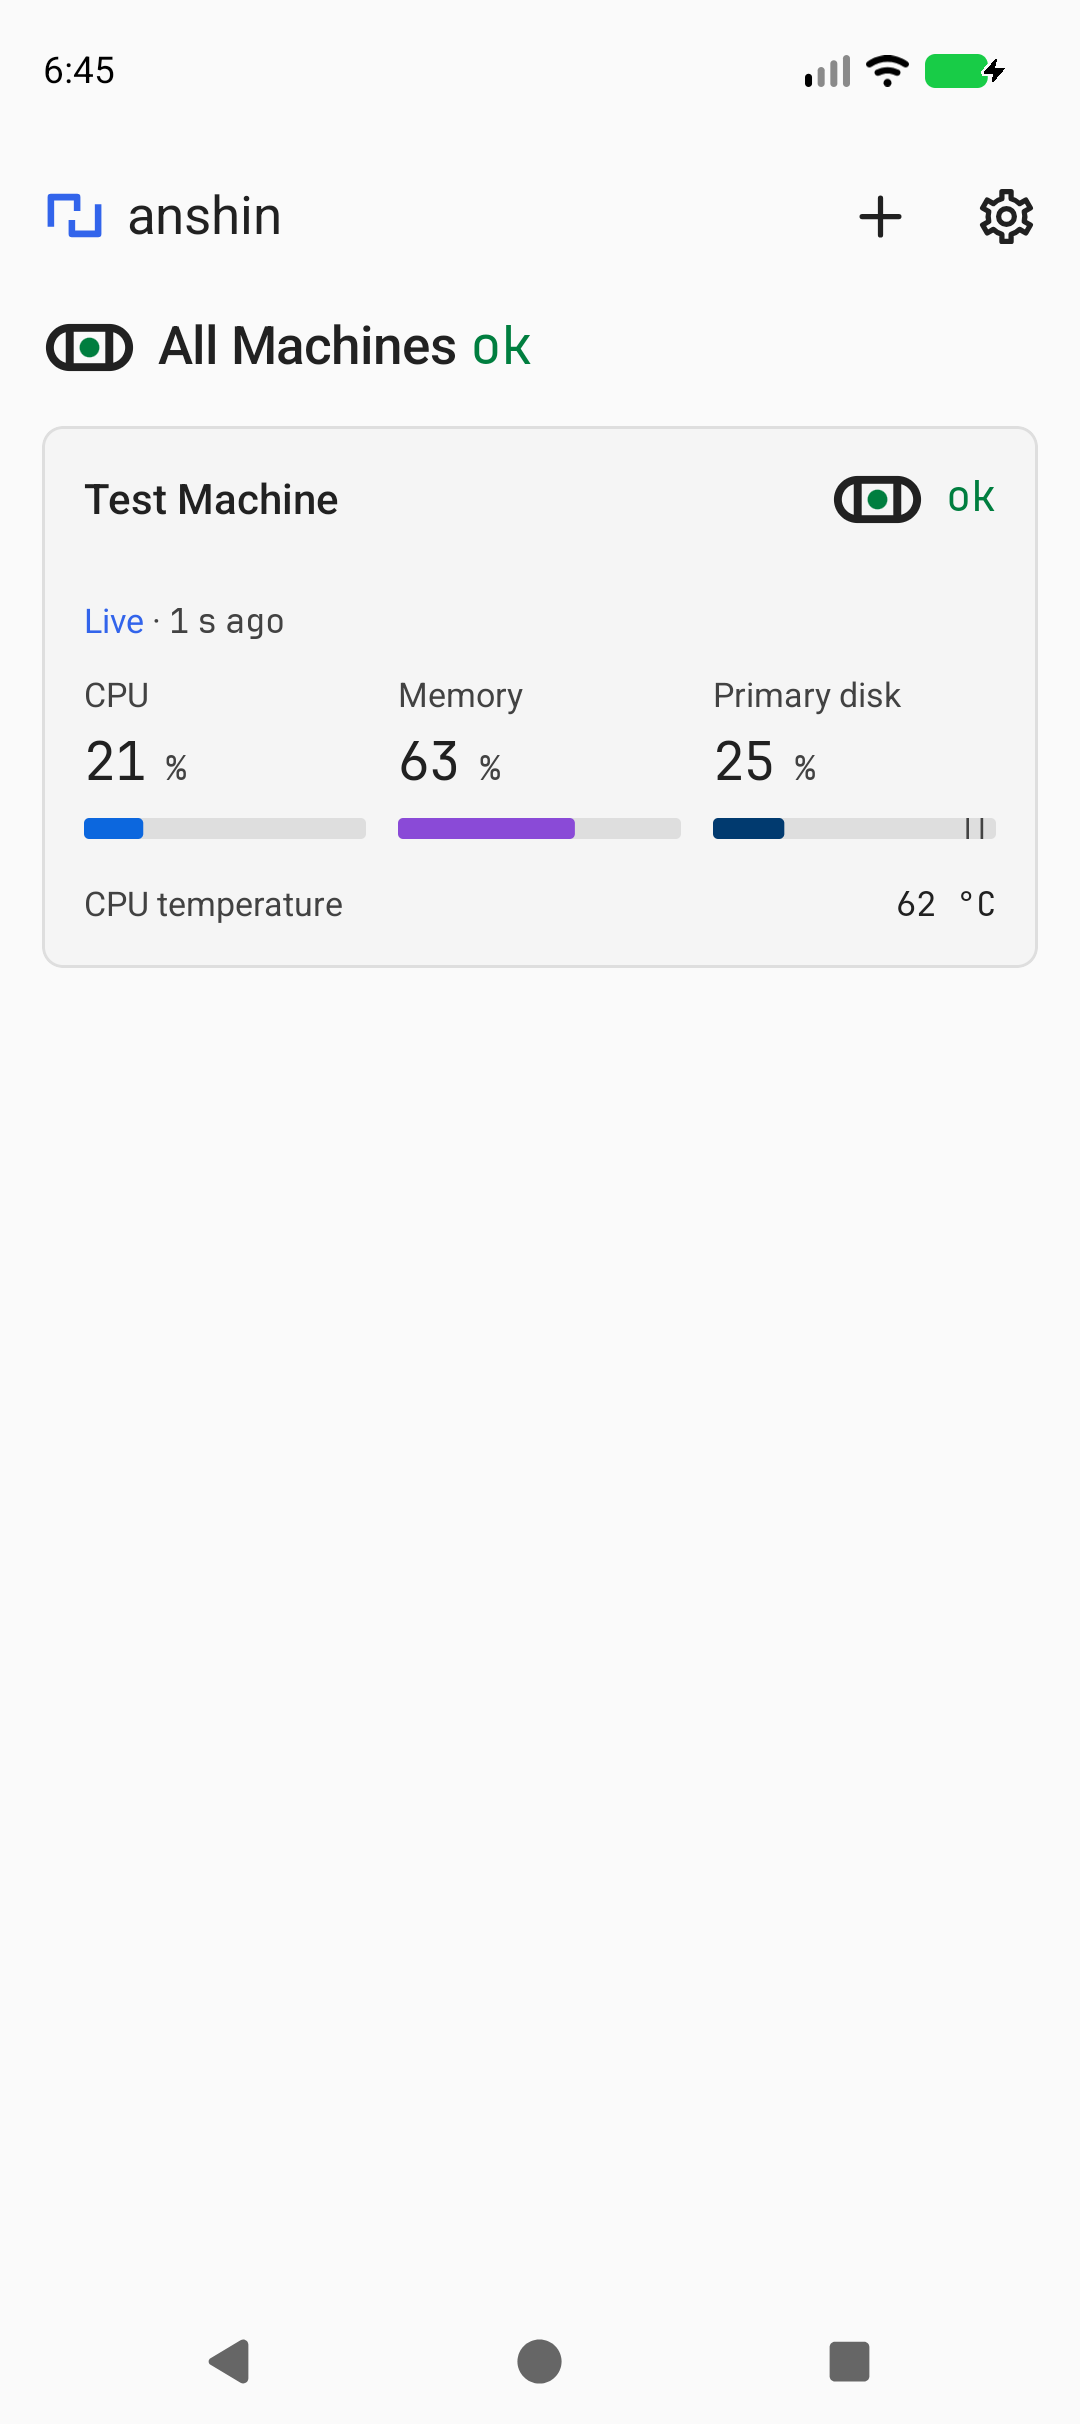 6:45
anshin
All Machines ok
Test Machine ok
Live · 1 s ago
CPU Memory Primary disk
21 % 63 % 25 %
CPU temperature 62 °C